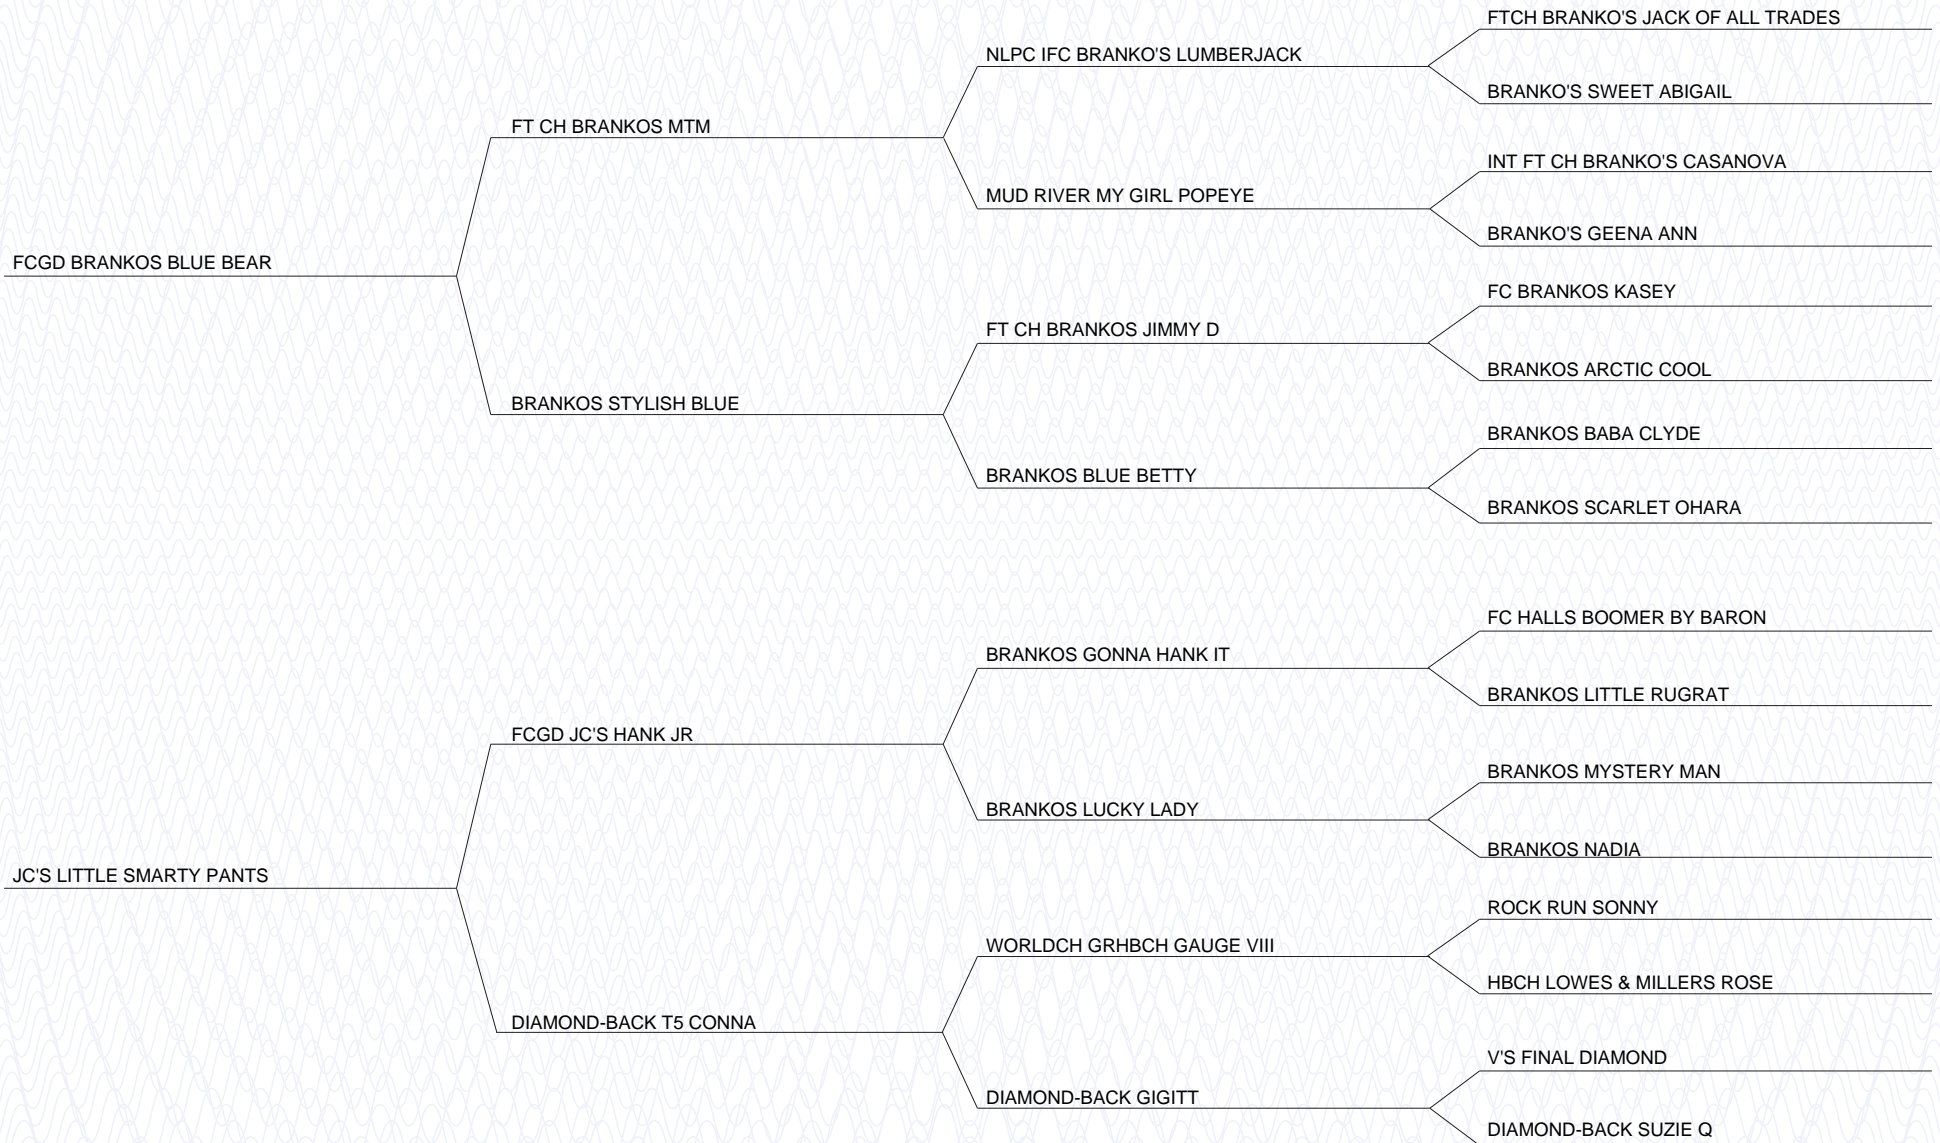 FTCH BRANKO'S JACK OF ALL TRADES
NLPC IFC BRANKO'S LUMBERJACK
BRANKO'S SWEET ABIGAIL
FT CH BRANKOS MTM
INT FT CH BRANKO'S CASANOVA
MUD RIVER MY GIRL POPEYE
BRANKO'S GEENA ANN
FCGD BRANKOS BLUE BEAR
FC BRANKOS KASEY
FT CH BRANKOS JIMMY D
BRANKOS ARCTIC COOL
BRANKOS STYLISH BLUE
BRANKOS BABA CLYDE
BRANKOS BLUE BETTY
BRANKOS SCARLET OHARA
FC HALLS BOOMER BY BARON
BRANKOS GONNA HANK IT
BRANKOS LITTLE RUGRAT
FCGD JC'S HANK JR
BRANKOS MYSTERY MAN
BRANKOS LUCKY LADY
BRANKOS NADIA
JC'S LITTLE SMARTY PANTS
ROCK RUN SONNY
WORLDCH GRHBCH GAUGE VIII
HBCH LOWES & MILLERS ROSE
DIAMOND-BACK T5 CONNA
V'S FINAL DIAMOND
DIAMOND-BACK GIGITT
DIAMOND-BACK SUZIE Q